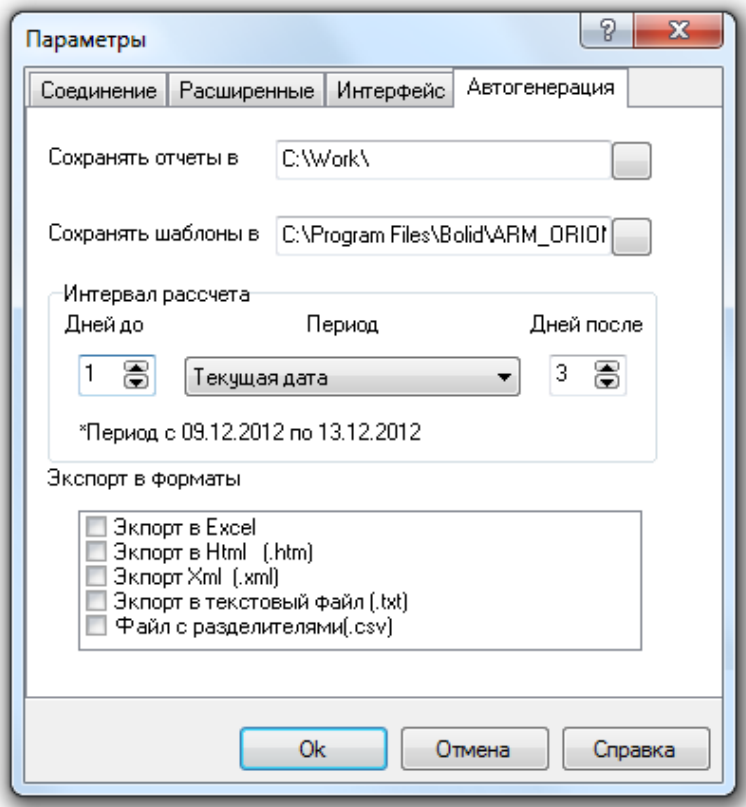 Параметры
Соединение Расширенные Интерфейс Автогенерация
Сохранять отчеты в C:\Work\
Сохранять шаблоны в C:\Program Files\Bolid\ARM_ORION
Интервал рассчета
Дней до Период Дней после
1 Текущая дата 3
*Период с 09.12.2012 по 13.12.2012
Экспорт в форматы
Экпорт в Excel
Экпорт в Html (.htm)
Экпорт Xml (.xml)
Экпорт в текстовый файл (.txt)
Файл с разделителями(.csv)
Ok Отмена Справка